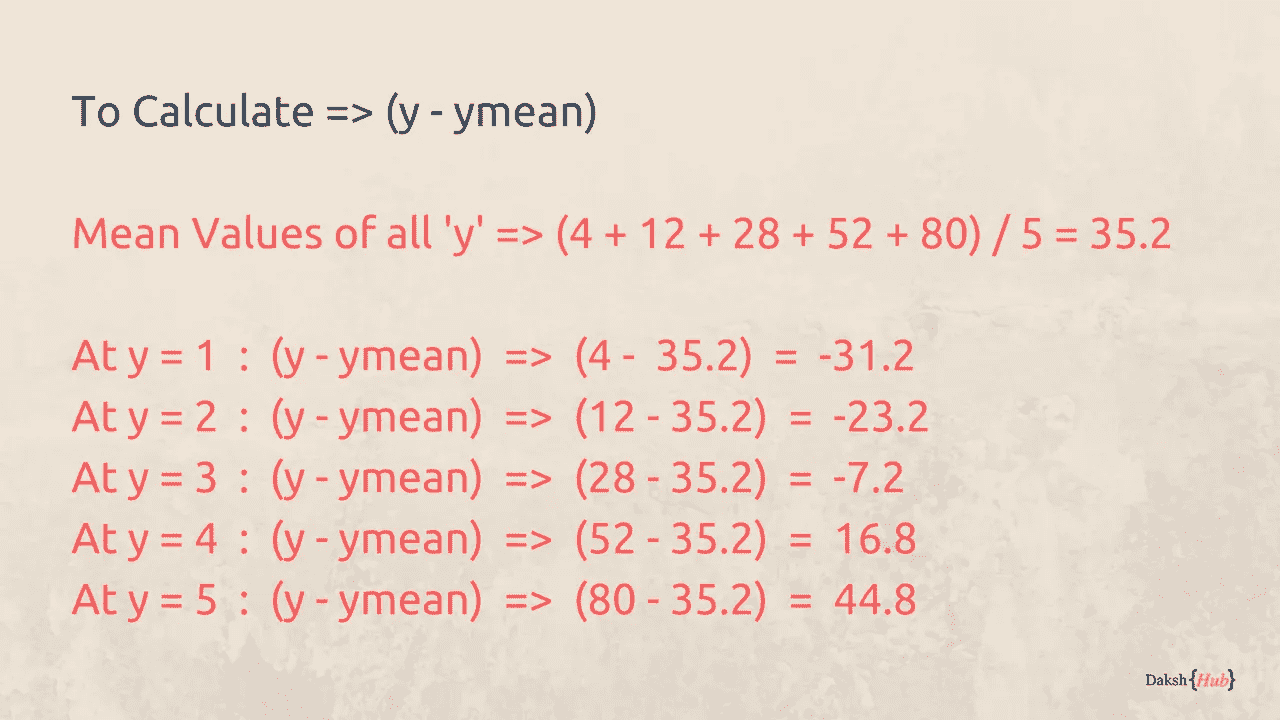 To Calculate => (y - ymean)
Mean Values of all 'y' => (4 + 12 + 28 + 52 + 80) / 5 = 35.2
At y = 1 : (y - ymean) => (4 - 35.2) = -31.2
At y = 2 : (y - ymean) => (12 - 35.2) = -23.2
At y = 3 : (y - ymean) => (28 - 35.2) = -7.2
At y = 4 : (y - ymean) => (52 - 35.2) = 16.8
At y = 5 : (y - ymean) => (80 - 35.2) = 44.8
Daksh{Hub}